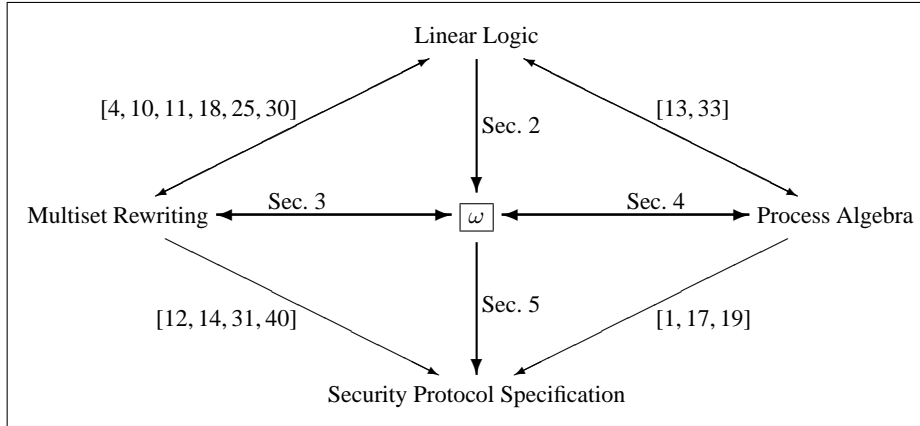 Linear Logic
[4, 10, 11, 18, 25, 30]
[13, 33]
Sec. 2
Sec. 3
Sec. 4
Multiset Rewriting
ω
Process Algebra
Sec. 5
[12, 14, 31, 40]
[1, 17, 19]
Security Protocol Specification